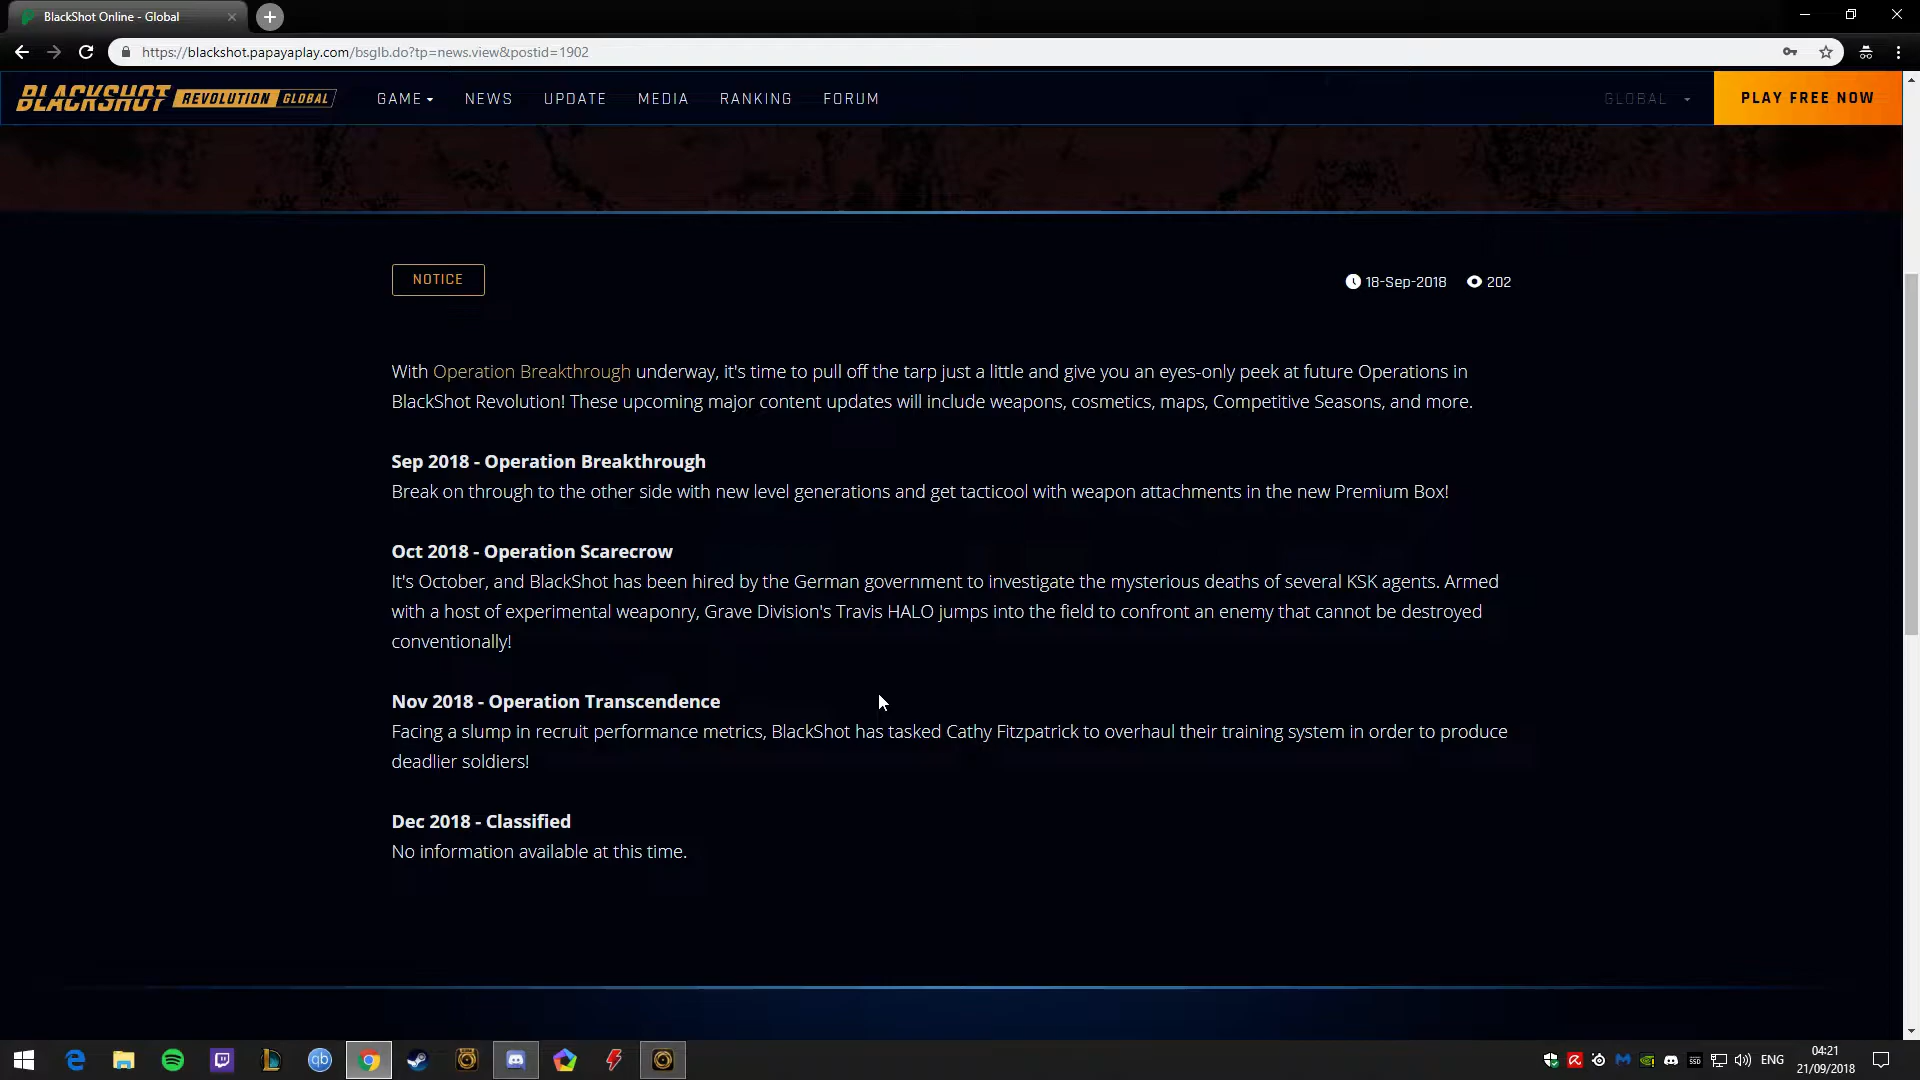 BlackShot Online - Global
https://blackshot.papayaplay.com/bsglb.do?tp=news.view&postid=1902
BLACKSHOT REVOLUTION GLOBAL
GAME NEWS UPDATE MEDIA RANKING FORUM GLOBAL PLAY FREE NOW
NOTICE 18-Sep-2018 202
With Operation Breakthrough underway, it's time to pull off the tarp just a little and give you an eyes-only peek at future Operations in
BlackShot Revolution! These upcoming major content updates will include weapons, cosmetics, maps, Competitive Seasons, and more.
Sep 2018 - Operation Breakthrough
Break on through to the other side with new level generations and get tacticool with weapon attachments in the new Premium Box!
Oct 2018 - Operation Scarecrow
It's October, and BlackShot has been hired by the German government to investigate the mysterious deaths of several KSK agents. Armed
with a host of experimental weaponry, Grave Division's Travis HALO jumps into the field to confront an enemy that cannot be destroyed
conventionally!
Nov 2018 - Operation Transcendence
Facing a slump in recruit performance metrics, BlackShot has tasked Cathy Fitzpatrick to overhaul their training system in order to produce
deadlier soldiers!
Dec 2018 - Classified
No information available at this time.
qb
SSD
ENG
04:21
21/09/2018